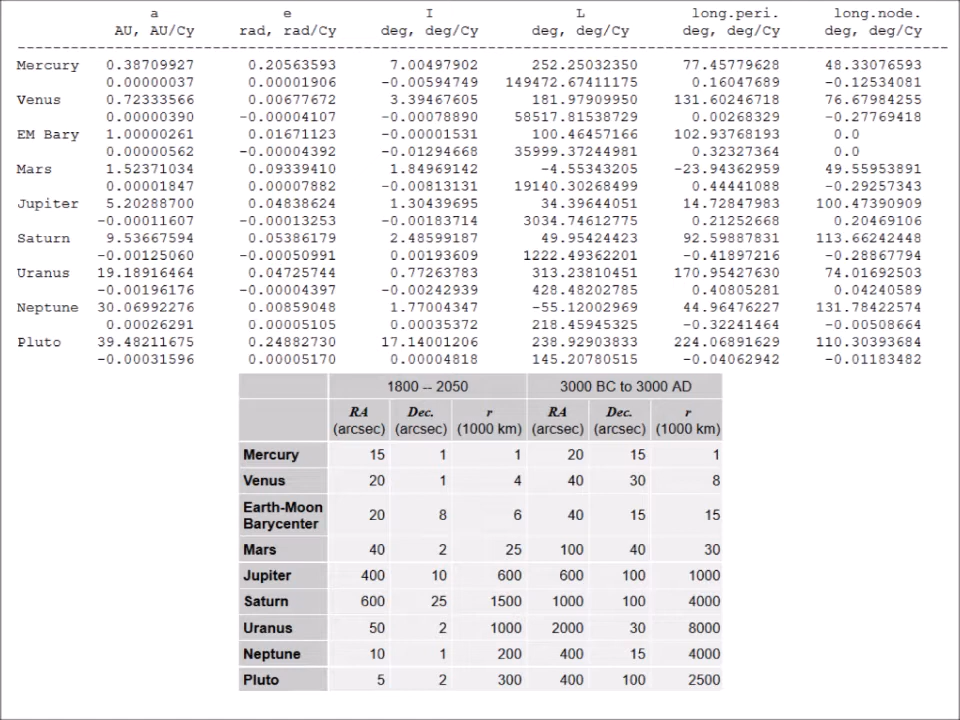 a e I L long.peri. long.node.
AU, AU/Cy rad, rad/Cy deg, deg/Cy deg, deg/Cy deg, deg/Cy deg, deg/Cy
Mercury 0.38709927 0.20563593 7.00497902 252.25032350 77.45779628 48.33076593
0.00000037 0.00001906 -0.00594749 149472.67411175 0.16047689 -0.12534081
Venus 0.72333566 0.00677672 3.39467605 181.97909950 131.60246718 76.67984255
0.00000390 -0.00004107 -0.00078890 58517.81538729 0.00268329 -0.27769418
EM Bary 1.00000261 0.01671123 -0.00001531 100.46457166 102.93768193 0.0
0.00000562 -0.00004392 -0.01294668 35999.37244981 0.32327364 0.0
Mars 1.52371034 0.09339410 1.84969142 -4.55343205 -23.94362959 49.55953891
0.00001847 0.00007882 -0.00813131 19140.30268499 0.44441088 -0.29257343
Jupiter 5.20288700 0.04838624 1.30439695 34.39644051 14.72847983 100.47390909
-0.00011607 -0.00013253 -0.00183714 3034.74612775 0.21252668 0.20469106
Saturn 9.53667594 0.05386179 2.48599187 49.95424423 92.59887831 113.66242448
-0.00125060 -0.00050991 0.00193609 1222.49362201 -0.41897216 -0.28867794
Uranus 19.18916464 0.04725744 0.77263783 313.23810451 170.95427630 74.01692503
-0.00196176 -0.00004397 -0.00242939 428.48202785 0.40805281 0.04240589
Neptune 30.06992276 0.00859048 1.77004347 -55.12002969 44.96476227 131.78422574
0.00026291 0.00005105 0.00035372 218.45945325 -0.32241464 -0.00508664
Pluto 39.48211675 0.24882730 17.14001206 238.92903833 224.06891629 110.30393684
-0.00031596 0.00005170 0.00004818 145.20780515 -0.04062942 -0.01183482
1800 -- 2050 3000 BC to 3000 AD
RA Dec. r RA Dec. r
(arcsec) (arcsec) (1000 km) (arcsec) (arcsec) (1000 km)
Mercury 15 1 1 20 15 1
Venus 20 1 4 40 30 8
Earth-Moon
Barycenter 20 8 6 40 15 15
Mars 40 2 25 100 40 30
Jupiter 400 10 600 600 100 1000
Saturn 600 25 1500 1000 100 4000
Uranus 50 2 1000 2000 30 8000
Neptune 10 1 200 400 15 4000
Pluto 5 2 300 400 100 2500